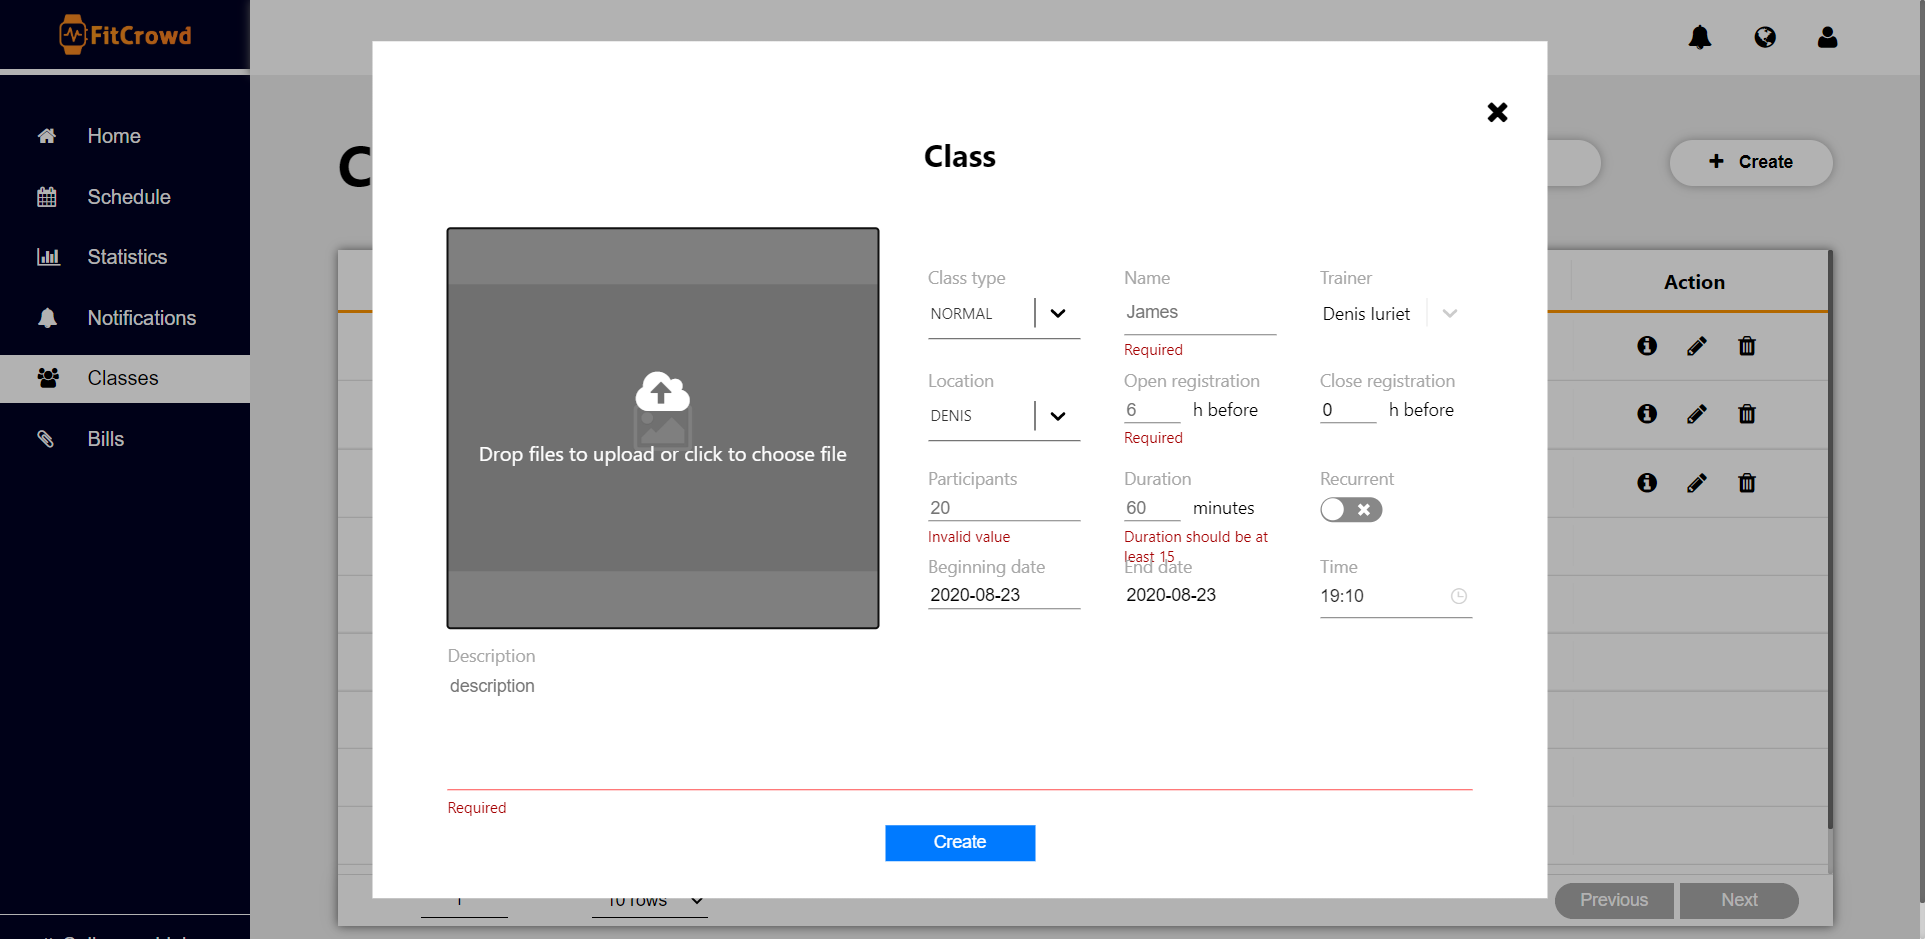 FitCrowd
Home
Schedule
Statistics
Notifications
Classes
Bills
C
Create
Action
Class
Drop files to upload or click to choose file
Class type
NORMAL
Name
James
Required
Trainer
Denis Iuriet
Location
DENIS
Open registration
6 h before
Required
Close registration
0 h before
Participants
20
Invalid value
Duration
60 minutes
Duration should be at
least 15
Recurrent
Beginning date
2020-08-23
End date
2020-08-23
Time
19:10
Description
description
Required
Create
1
10 rows
Previous
Next